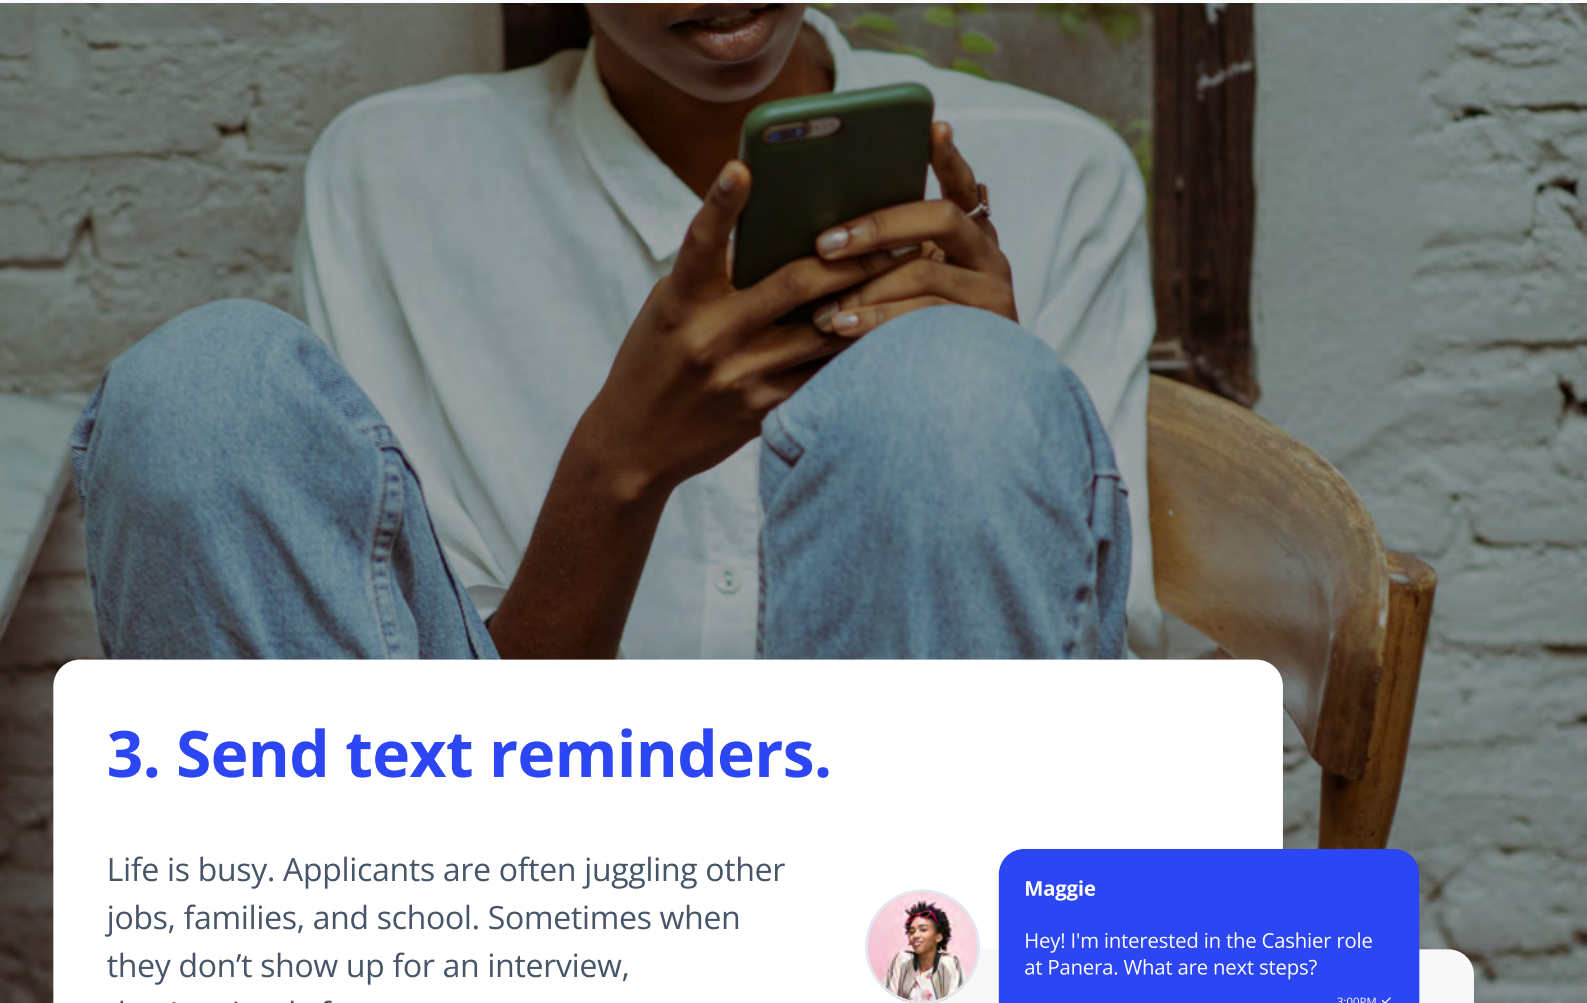 3. Send text reminders.
Life is busy. Applicants are often juggling other
jobs, families, and school. Sometimes when
they don’t show up for an interview,
Maggie
Hey! I'm interested in the Cashier role
at Panera. What are next steps?
3:00PM